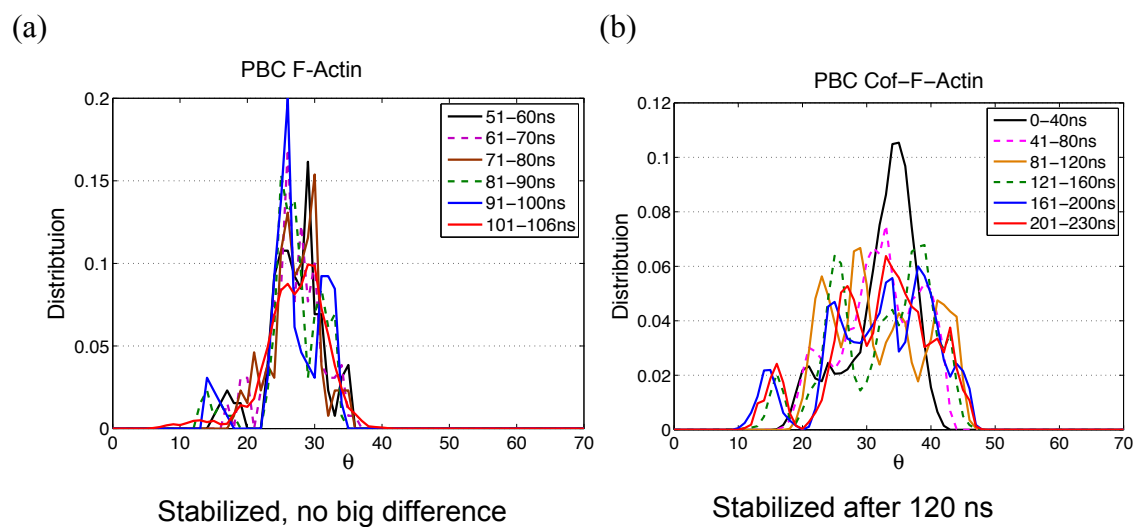 (a)
PBC F-Actin
0.2
0.15
0.1
0.05
0
Distribtuion
0 10 20 30 40 50 60 70
θ
51-60ns
61-70ns
71-80ns
81-90ns
91-100ns
101-106ns
Stabilized, no big difference
(b)
PBC Cof-F-Actin
0.12
0.1
0.08
0.06
0.04
0.02
0
Distribtuion
0 10 20 30 40 50 60 70
θ
0-40ns
41-80ns
81-120ns
121-160ns
161-200ns
201-230ns
Stabilized after 120 ns